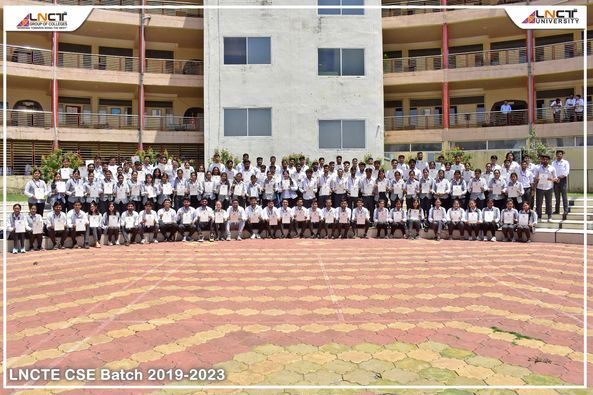 LNCT
GROUP OF COLLEGES
LNCT
UNIVERSITY
LNCTE CSE Batch 2019-2023